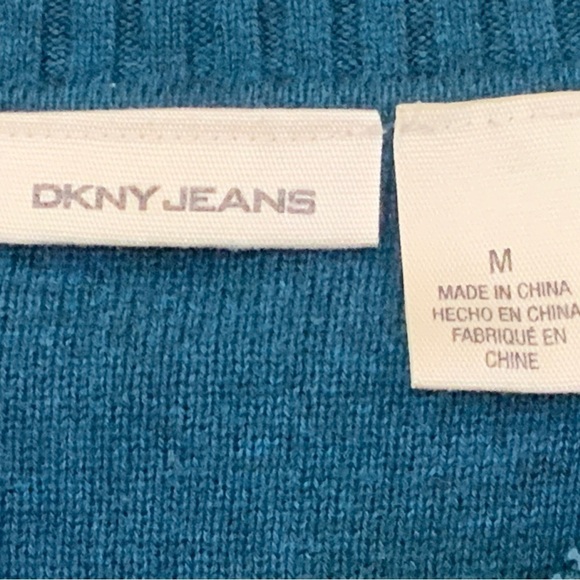 DKNY JEANS
M
MADE IN CHINA
HECHO EN CHINA
FABRIQUÉ EN
CHINE